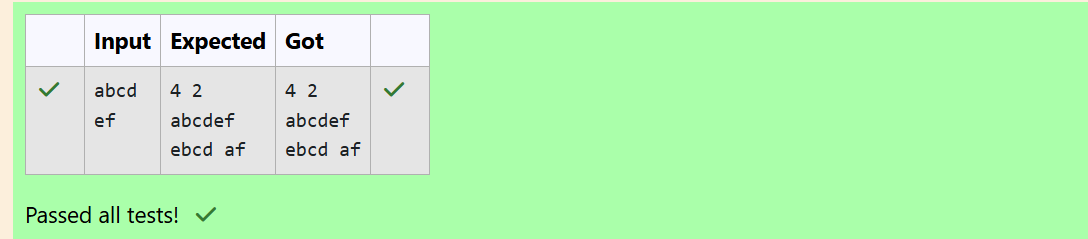 Input Expected Got
abcd 4 2 4 2
ef abcdef abcdef
ebcd af ebcd af
Passed all tests!